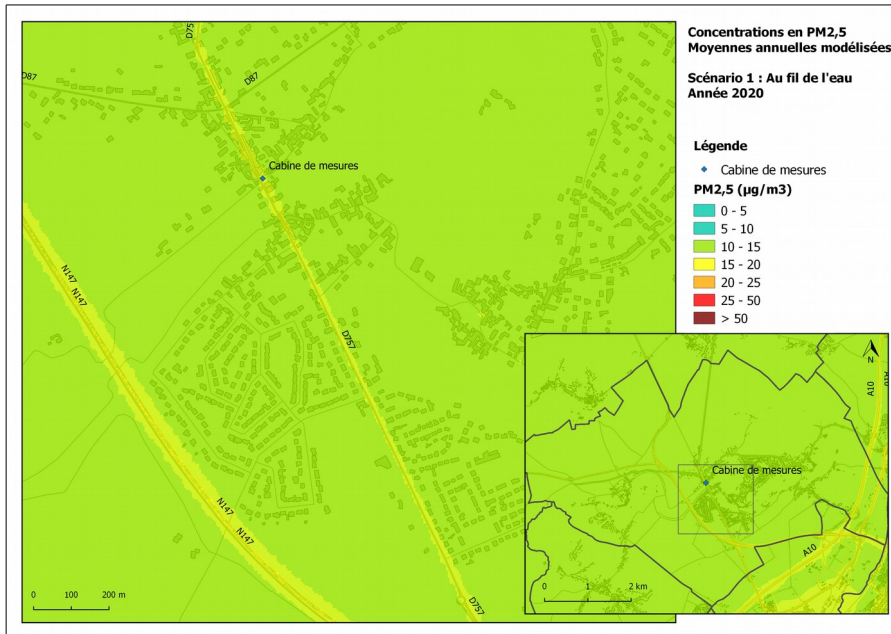 Concentrations en PM2,5
Moyennes annuelles modélisées
Scénario 1 : Au fil de l'eau
Année 2020
Légende
Cabine de mesures
PM2,5 (µg/m3)
0 - 5
5 - 10
10 - 15
15 - 20
20 - 25
25 - 50
> 50
D75
D87
D87
Cabine de mesures
N147
N147
D757
N147
N147
D757
0 100 200 m
N
A10
A10
Cabine de mesures
A10
0 1 2 km